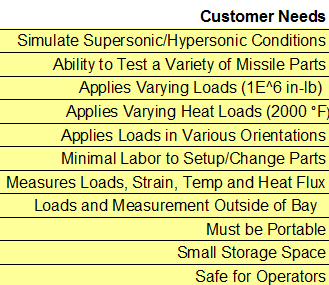 Customer Needs
Simulate Supersonic/Hypersonic Conditions
Ability to Test a Variety of Missile Parts
Applies Varying Loads (1E^6 in-lb)
Applies Varying Heat Loads (2000 °F)
Applies Loads in Various Orientations
Minimal Labor to Setup/Change Parts
Measures Loads, Strain, Temp and Heat Flux
Loads and Measurement Outside of Bay
Must be Portable
Small Storage Space
Safe for Operators